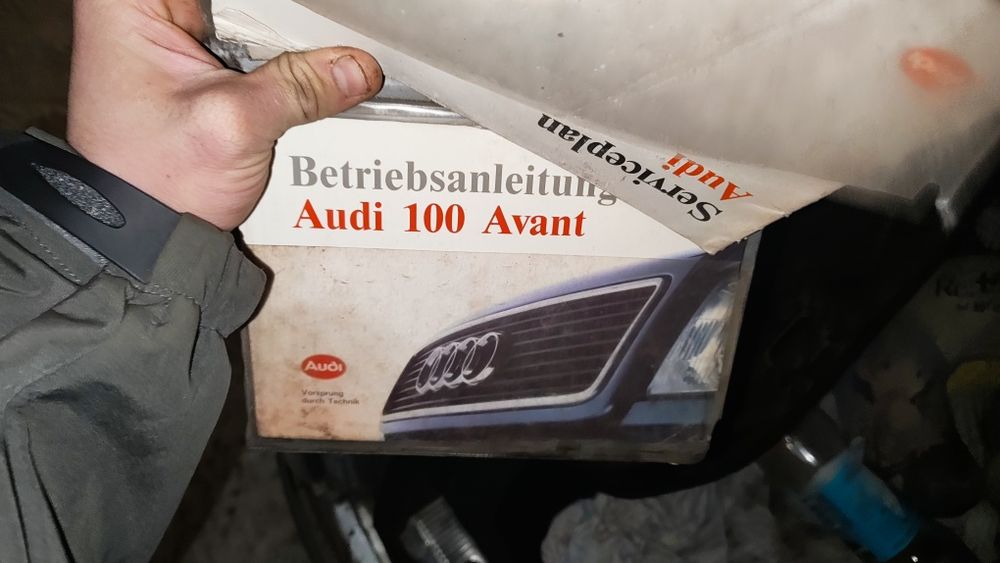 Betriebsanleitung
Audi 100 Avant
Serviceplan
Audi
AUDI
Vorsprung
durch Technik